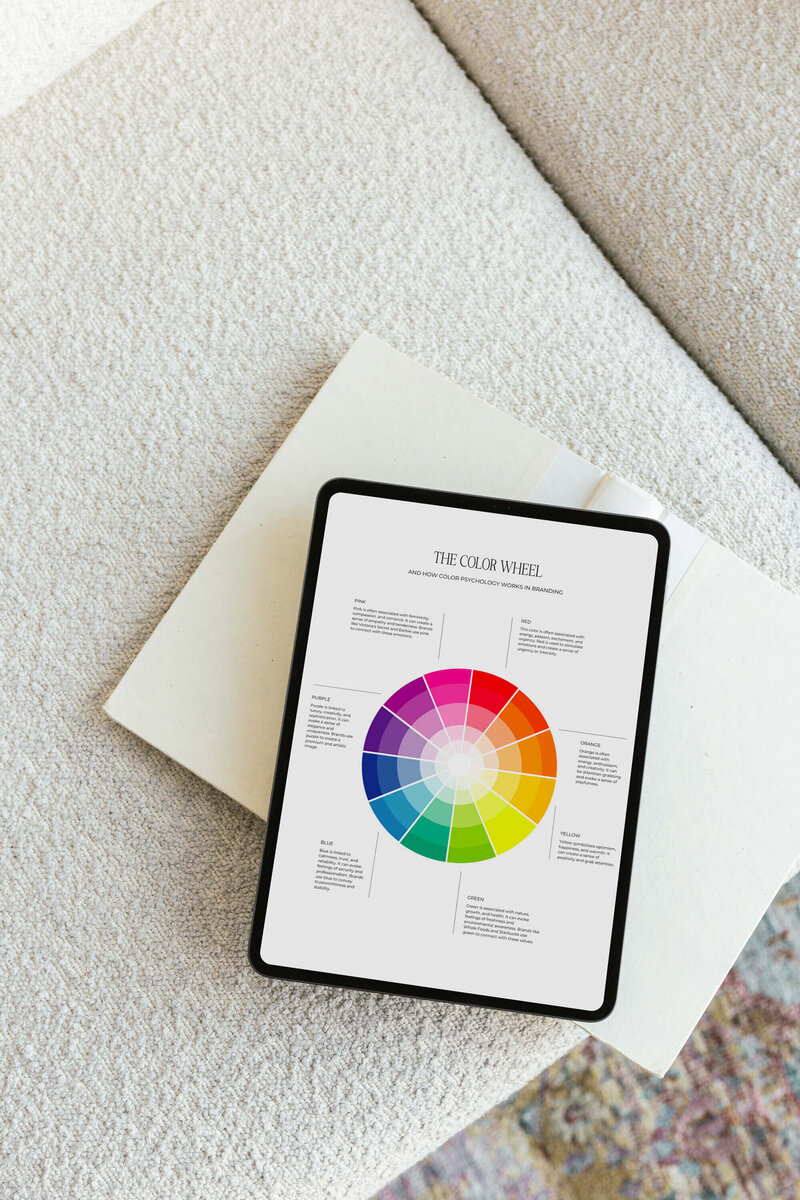 THE COLOR WHEEL
AND HOW COLOR PSYCHOLOGY WORKS IN BRANDING
PINK
Pink is often associated with femininity,
compassion, and romance. It can create a
sense of empathy and tenderness. Brands
like Victoria's Secret and Barbie use pink
to connect with these emotions.
RED
This color is often associated with
energy, passion, excitement, and
urgency. Red is used to stimulate
emotions and create a sense of
urgency or intensity.
PURPLE
Purple is linked to
luxury, creativity, and
sophistication. It can
evoke a sense of
elegance and
uniqueness. Brands use
purple to create a
premium and artistic
image.
ORANGE
Orange is often
associated with
energy, enthusiasm,
and creativity. It can
be attention-grabbing
and evoke a sense of
playfulness.
YELLOW
Yellow symbolizes optimism,
happiness, and warmth. It
can create a sense of
positivity and grab attention.
BLUE
Blue is linked to
calmness, trust, and
reliability. It can evoke
feelings of security and
professionalism. Brands
use blue to convey
trustworthiness and
stability.
GREEN
Green is associated with nature,
growth, and health. It can evoke
feelings of freshness and
environmental awareness. Brands like
Whole Foods and Starbucks use
green to connect with these values